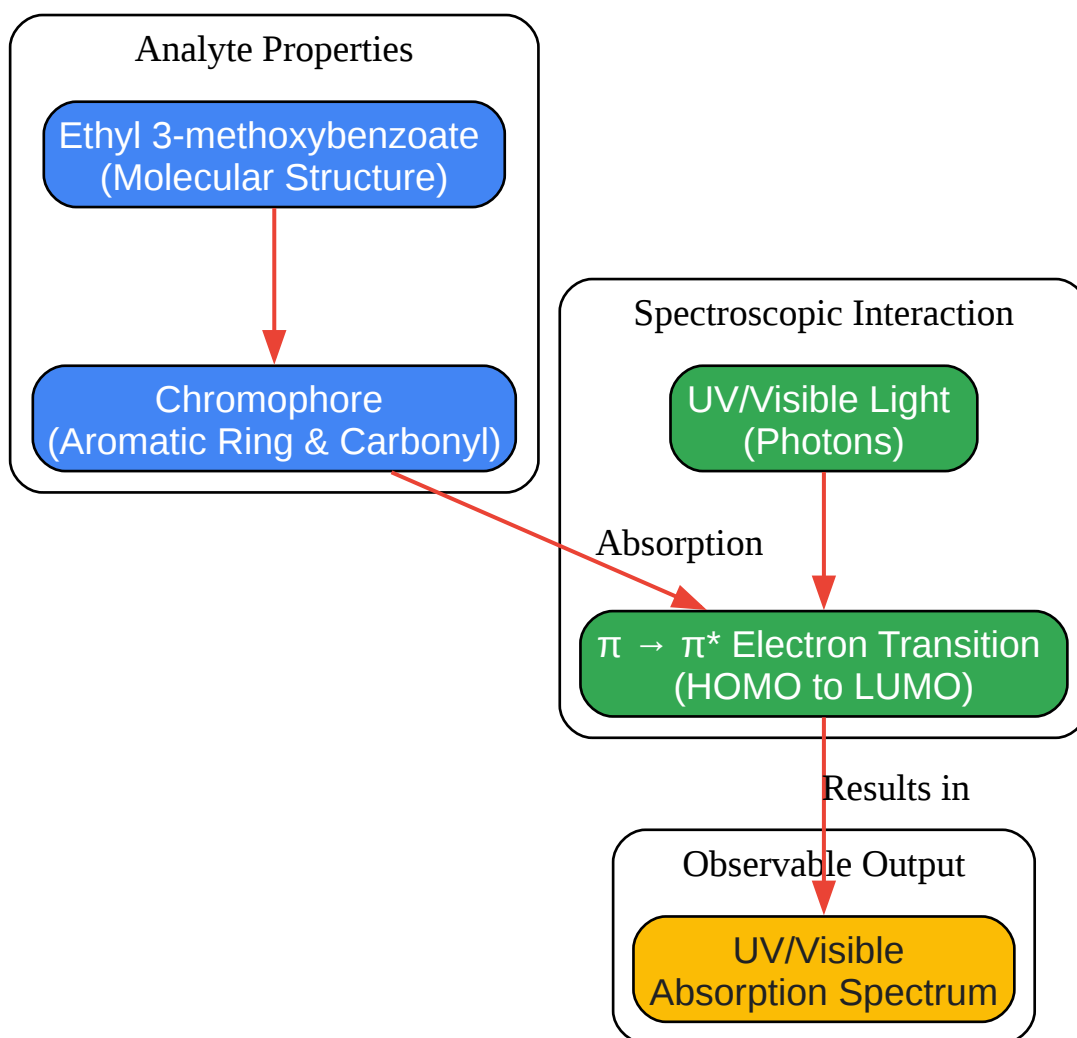 Analyte Properties
Ethyl 3-methoxybenzoate
(Molecular Structure)
Chromophore
(Aromatic Ring & Carbonyl)
Spectroscopic Interaction
UV/Visible Light
(Photons)
Absorption
π → π* Electron Transition
(HOMO to LUMO)
Results in
Observable Output
UV/Visible
Absorption Spectrum